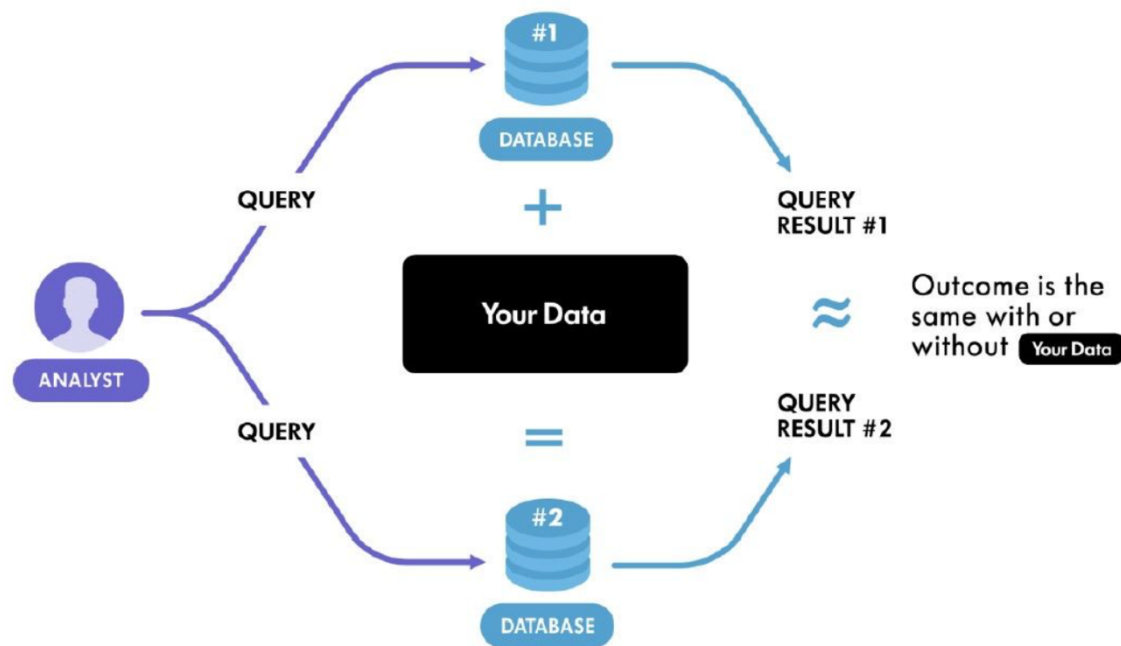 #1
DATABASE
QUERY
+
QUERY
RESULT #1
Your Data
≈
Outcome is the
same with or
without Your Data
ANALYST
QUERY
=
QUERY
RESULT #2
#2
DATABASE